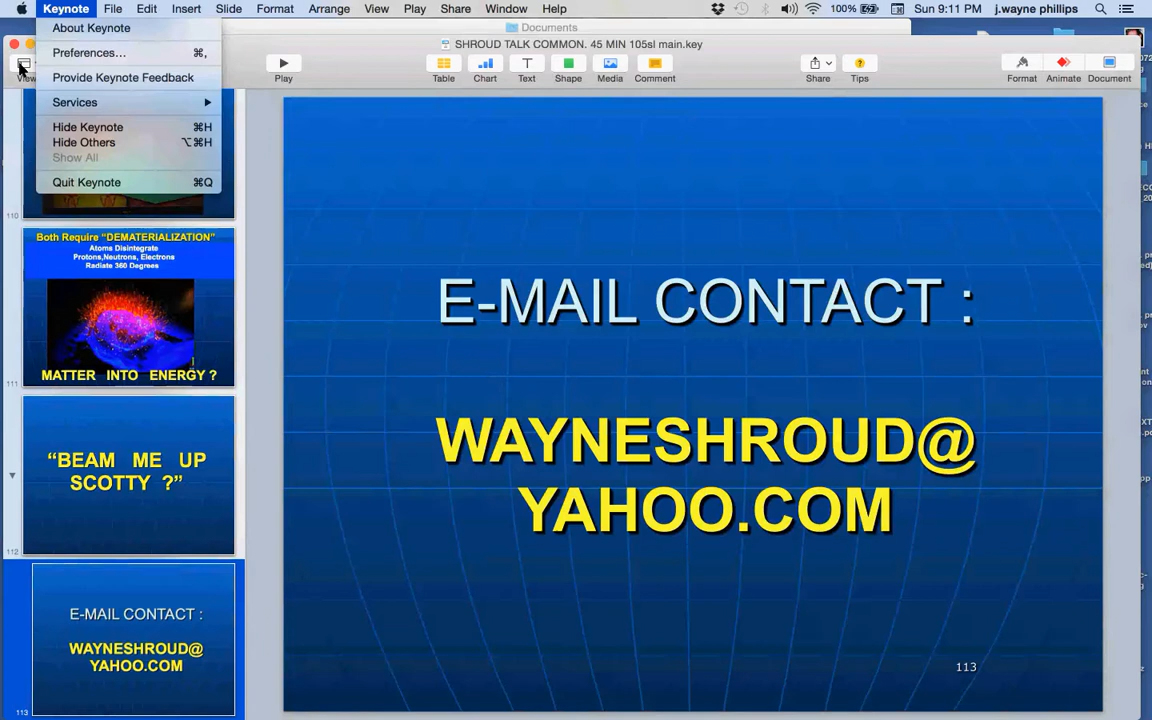 Keynote File Edit Insert Slide Format Arrange View Play Share Window Help 100% Sun 9:11 PM j.wayne phillips
About Keynote
Preferences… ⌘,
Provide Keynote Feedback
Services
Hide Keynote ⌘H
Hide Others ⌥⌘H
Show All
Quit Keynote ⌘Q
Documents
SHROUD TALK COMMON. 45 MIN 105sl main.key
View Play Table Chart Text Shape Media Comment Share Tips Format Animate Document
110
Both Require “DEMATERIALIZATION”
Atoms Disintegrate
Protons,Neutrons, Electrons
Radiate 360 Degrees
!
MATTER INTO ENERGY ?
111
“BEAM ME UP
SCOTTY ?”
112
E-MAIL CONTACT :
WAYNESHROUD@
YAHOO.COM
113
E-MAIL CONTACT :
WAYNESHROUD@
YAHOO.COM
113